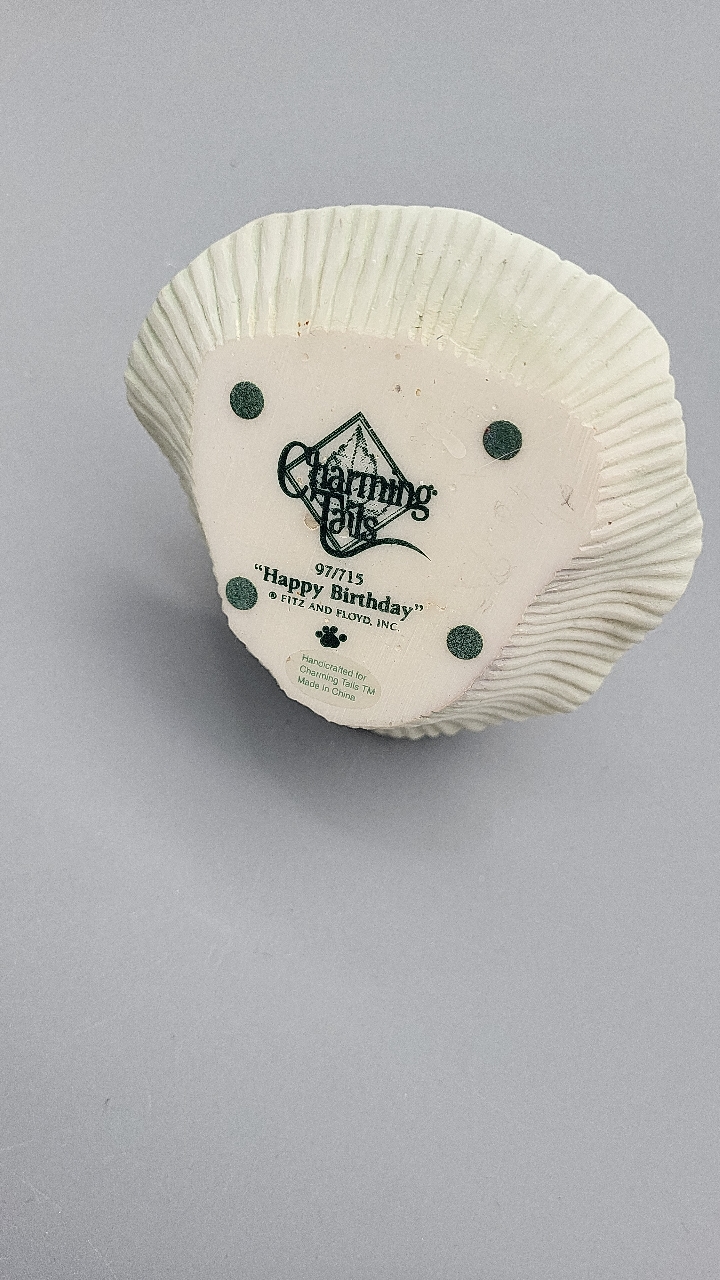 Charming
Tails
97/715
“Happy Birthday”
® FITZ AND FLOYD, INC.
Handcrafted for
Charming Tails TM
Made in China